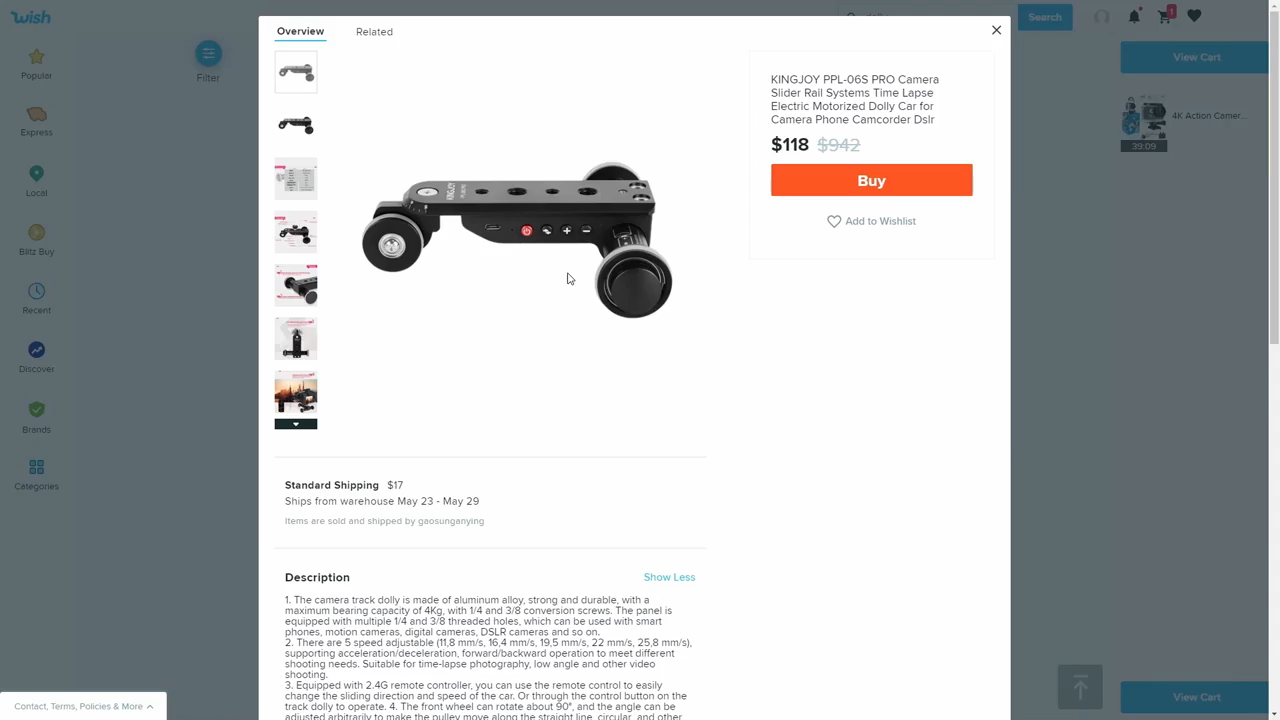 wish
Search
1
Popular
Express
Local
Blitz Buy
Recent
Discover
Brands
Categories
Filter
Overview
Related
KINGJOY
KINGJOY PPL-06S PRO Camera
Slider Rail Systems Time Lapse
Electric Motorized Dolly Car for
Camera Phone Camcorder Dslr
$118 $942
Buy
Add to Wishlist
View Cart
4K Action Camer...
39:09
Standard Shipping $17
Ships from warehouse May 23 - May 29
Items are sold and shipped by gaosunganying
Description
Show Less
1. The camera track dolly is made of aluminum alloy, strong and durable, with a
maximum bearing capacity of 4Kg, with 1/4 and 3/8 conversion screws. The panel is
equipped with multiple 1/4 and 3/8 threaded holes, which can be used with smart
phones, motion cameras, digital cameras, DSLR cameras and so on.
2. There are 5 speed adjustable (11,8 mm/s, 16,4 mm/s, 19,5 mm/s, 22 mm/s, 25,8 mm/s),
supporting acceleration/deceleration, forward/backward operation to meet different
shooting needs. Suitable for time-lapse photography, low angle and other video
shooting.
3. Equipped with 2.4G remote controller, you can use the remote control to easily
change the sliding direction and speed of the car. Or through the control button on the
track dolly to operate. 4. The front wheel can rotate about 90°, and the angle can be
adjusted arbitrarily to make the pulley move along the straight line, circular, and other
Contact, Terms, Policies & More
View Cart